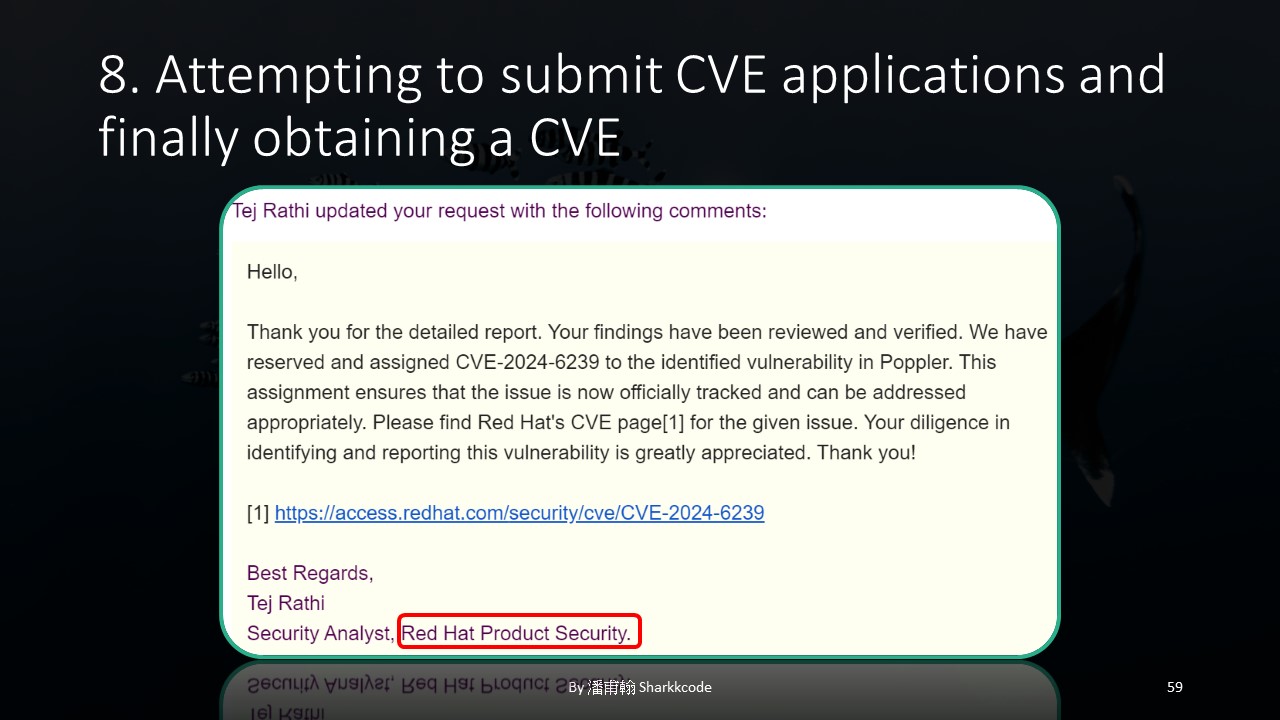 8. Attempting to submit CVE applications and
finally obtaining a CVE
Tej Rathi updated your request with the following comments:
Hello,
Thank you for the detailed report. Your findings have been reviewed and verified. We have
reserved and assigned CVE-2024-6239 to the identified vulnerability in Poppler. This
assignment ensures that the issue is now officially tracked and can be addressed
appropriately. Please find Red Hat's CVE page[1] for the given issue. Your diligence in
identifying and reporting this vulnerability is greatly appreciated. Thank you!
[1] https://access.redhat.com/security/cve/CVE-2024-6239
Best Regards,
Tej Rathi
Security Analyst, Red Hat Product Security.
By 潘甫翰 Sharkkcode
59